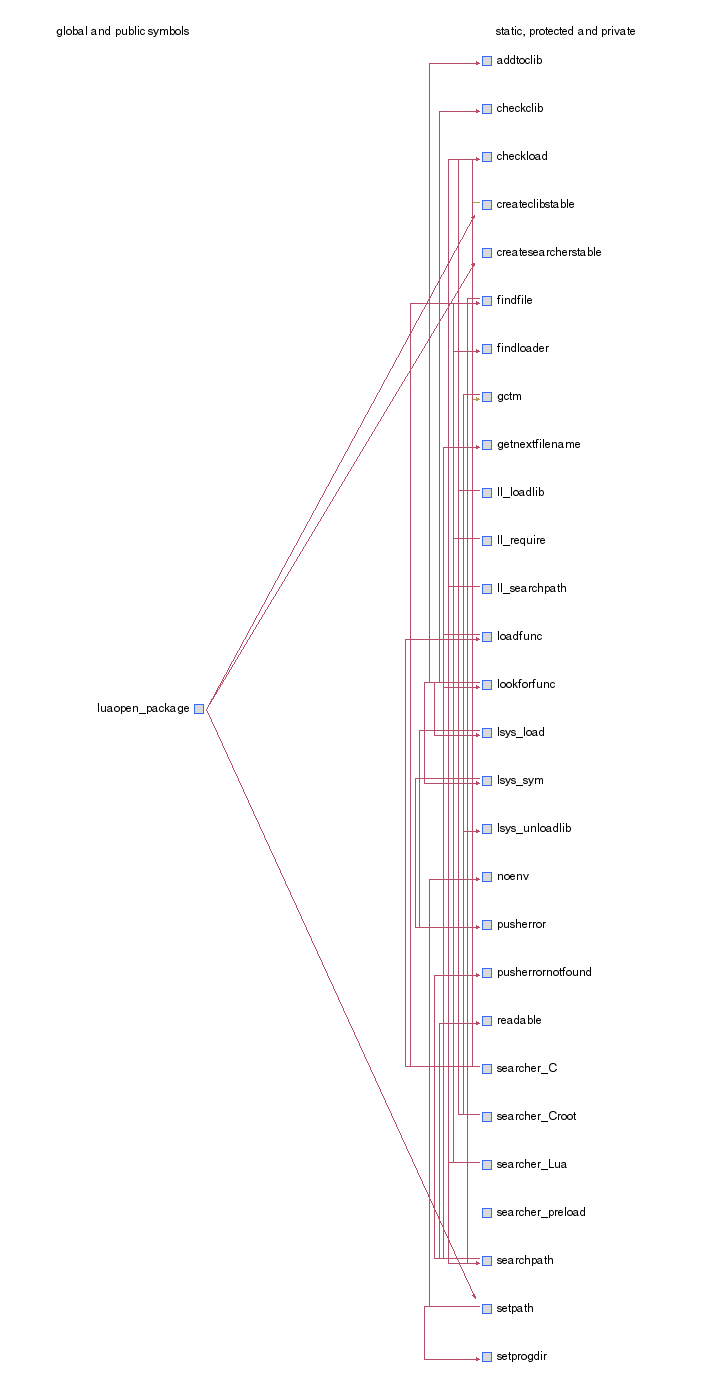 global and public symbols
static, protected and private
addtoclib
checkclib
checkload
createclibstable
createsearcherstable
findfile
findloader
gctm
getnextfilename
ll_loadlib
ll_require
ll_searchpath
loadfunc
lookforfunc
luaopen_package
lsys_load
lsys_sym
lsys_unloadlib
noenv
pusherror
pusherrornotfound
readable
searcher_C
searcher_Croot
searcher_Lua
searcher_preload
searchpath
setpath
setprogdir